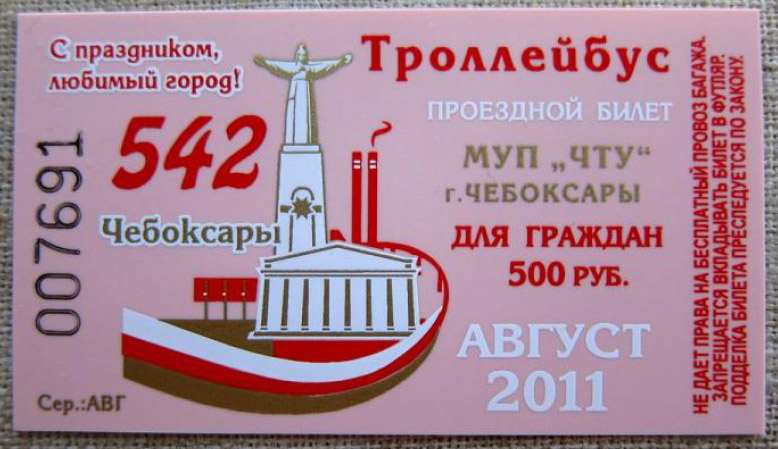 С праздником,
любимый город!
542
Чебоксары
007691
Сер.:АВГ
Троллейбус
ПРОЕЗДНОЙ БИЛЕТ
МУП „ЧТУ“
г.ЧЕБОКСАРЫ
ДЛЯ ГРАЖДАН
500 РУБ.
АВГУСТ
2011
НЕ ДАЕТ ПРАВА НА БЕСПЛАТНЫЙ ПРОВОЗ БАГАЖА.
ЗАПРЕЩАЕТСЯ ВКЛАДЫВАТЬ БИЛЕТ В ФУТЛЯР.
ПОДДЕЛКА БИЛЕТА ПРЕСЛЕДУЕТСЯ ПО ЗАКОНУ.